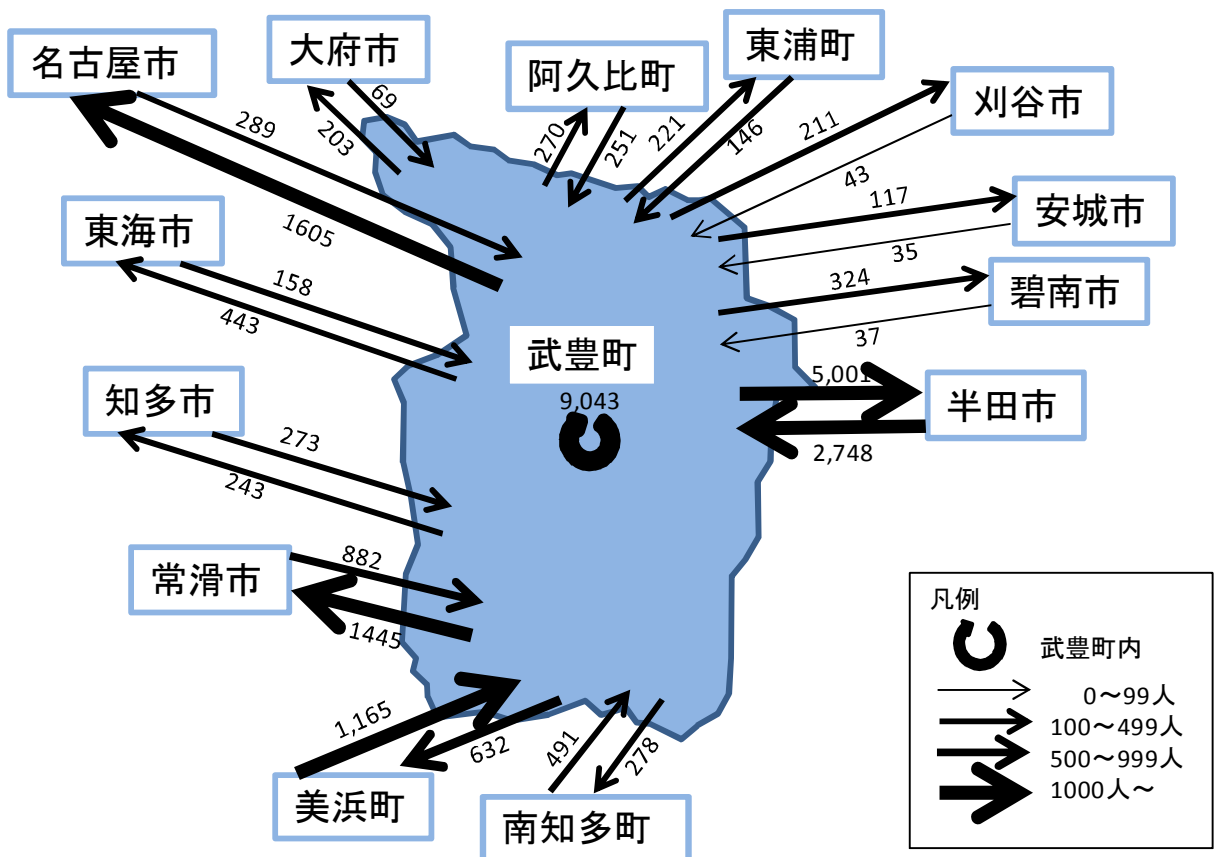 名古屋市
大府市
阿久比町
東浦町
刈谷市
289
69
203
270
251
221
146
211
43
117
安城市
35
東海市
1605
158
443
324
碧南市
37
武豊町
9,043
5,001
半田市
2,748
知多市
273
243
常滑市
882
1445
1,165
632
491
278
美浜町
南知多町
凡例
武豊町内
0～99人
100～499人
500～999人
1000人～